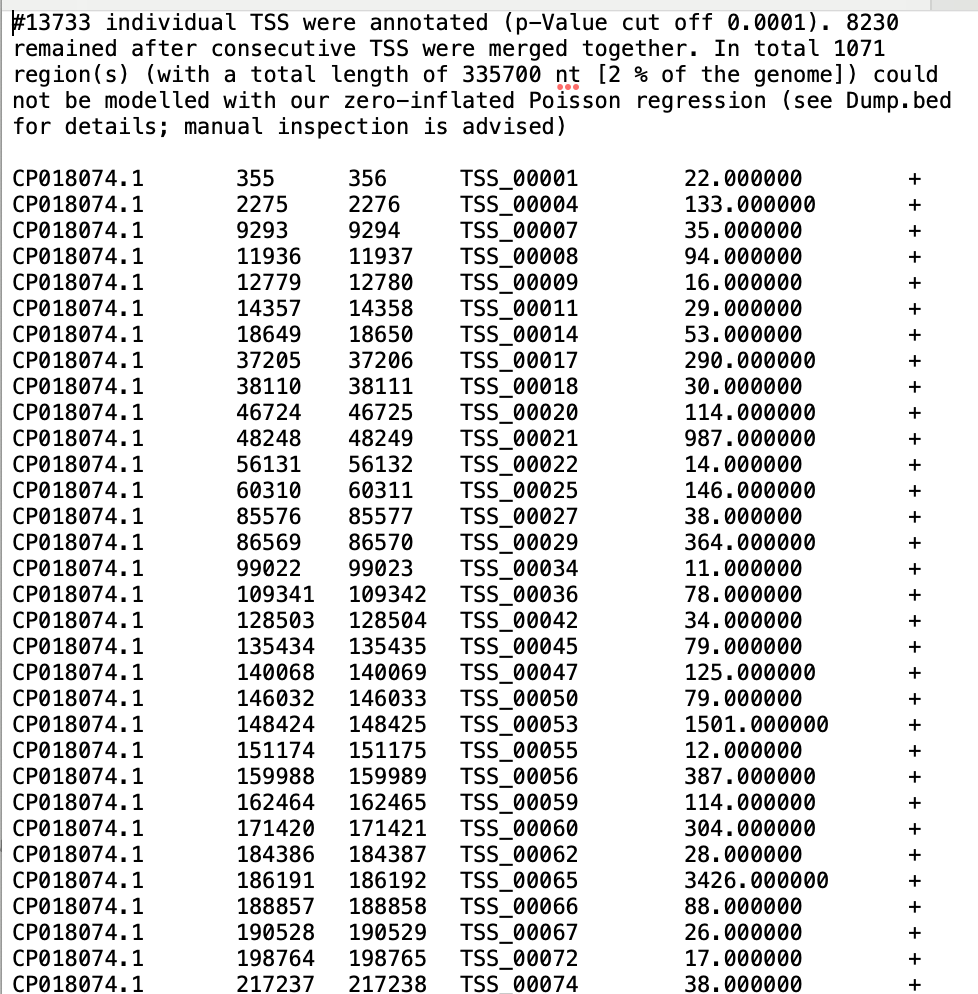 #13733 individual TSS were annotated (p-Value cut off 0.0001). 8230
remained after consecutive TSS were merged together. In total 1071
region(s) (with a total length of 335700 nt [2 % of the genome]) could
not be modelled with our zero-inflated Poisson regression (see Dump.bed
for details; manual inspection is advised)
CP018074.1 355 356 TSS_00001 22.000000 +
CP018074.1 2275 2276 TSS_00004 133.000000 +
CP018074.1 9293 9294 TSS_00007 35.000000 +
CP018074.1 11936 11937 TSS_00008 94.000000 +
CP018074.1 12779 12780 TSS_00009 16.000000 +
CP018074.1 14357 14358 TSS_00011 29.000000 +
CP018074.1 18649 18650 TSS_00014 53.000000 +
CP018074.1 37205 37206 TSS_00017 290.000000 +
CP018074.1 38110 38111 TSS_00018 30.000000 +
CP018074.1 46724 46725 TSS_00020 114.000000 +
CP018074.1 48248 48249 TSS_00021 987.000000 +
CP018074.1 56131 56132 TSS_00022 14.000000 +
CP018074.1 60310 60311 TSS_00025 146.000000 +
CP018074.1 85576 85577 TSS_00027 38.000000 +
CP018074.1 86569 86570 TSS_00029 364.000000 +
CP018074.1 99022 99023 TSS_00034 11.000000 +
CP018074.1 109341 109342 TSS_00036 78.000000 +
CP018074.1 128503 128504 TSS_00042 34.000000 +
CP018074.1 135434 135435 TSS_00045 79.000000 +
CP018074.1 140068 140069 TSS_00047 125.000000 +
CP018074.1 146032 146033 TSS_00050 79.000000 +
CP018074.1 148424 148425 TSS_00053 1501.000000 +
CP018074.1 151174 151175 TSS_00055 12.000000 +
CP018074.1 159988 159989 TSS_00056 387.000000 +
CP018074.1 162464 162465 TSS_00059 114.000000 +
CP018074.1 171420 171421 TSS_00060 304.000000 +
CP018074.1 184386 184387 TSS_00062 28.000000 +
CP018074.1 186191 186192 TSS_00065 3426.000000 +
CP018074.1 188857 188858 TSS_00066 88.000000 +
CP018074.1 190528 190529 TSS_00067 26.000000 +
CP018074.1 198764 198765 TSS_00072 17.000000 +
CP018074.1 217237 217238 TSS_00074 38.000000 +